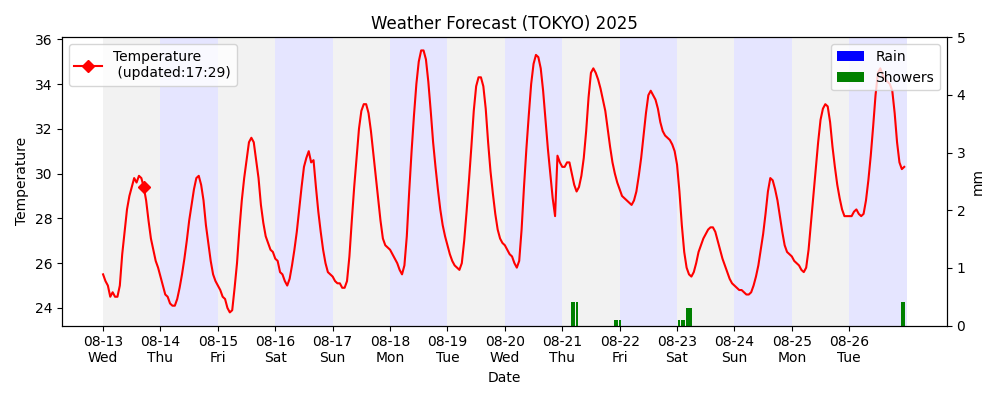 Weather Forecast (TOKYO) 2025
Temperature
(updated:17:29)
Rain
Showers
Temperature
36
34
32
30
28
26
24
5
4
3
2
1
0
mm
08-13 08-14 08-15 08-16 08-17 08-18 08-19 08-20 08-21 08-22 08-23 08-24 08-25 08-26
Wed Thu Fri Sat Sun Mon Tue Wed Thu Fri Sat Sun Mon Tue
Date